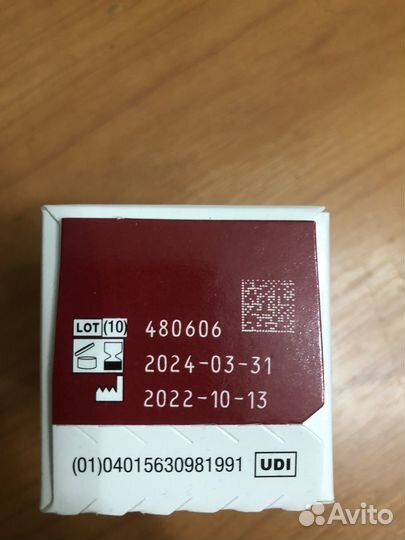 LOT (10) 480606
2024-03-31
2022-10-13
(01)04015630981991 UDI
Avito